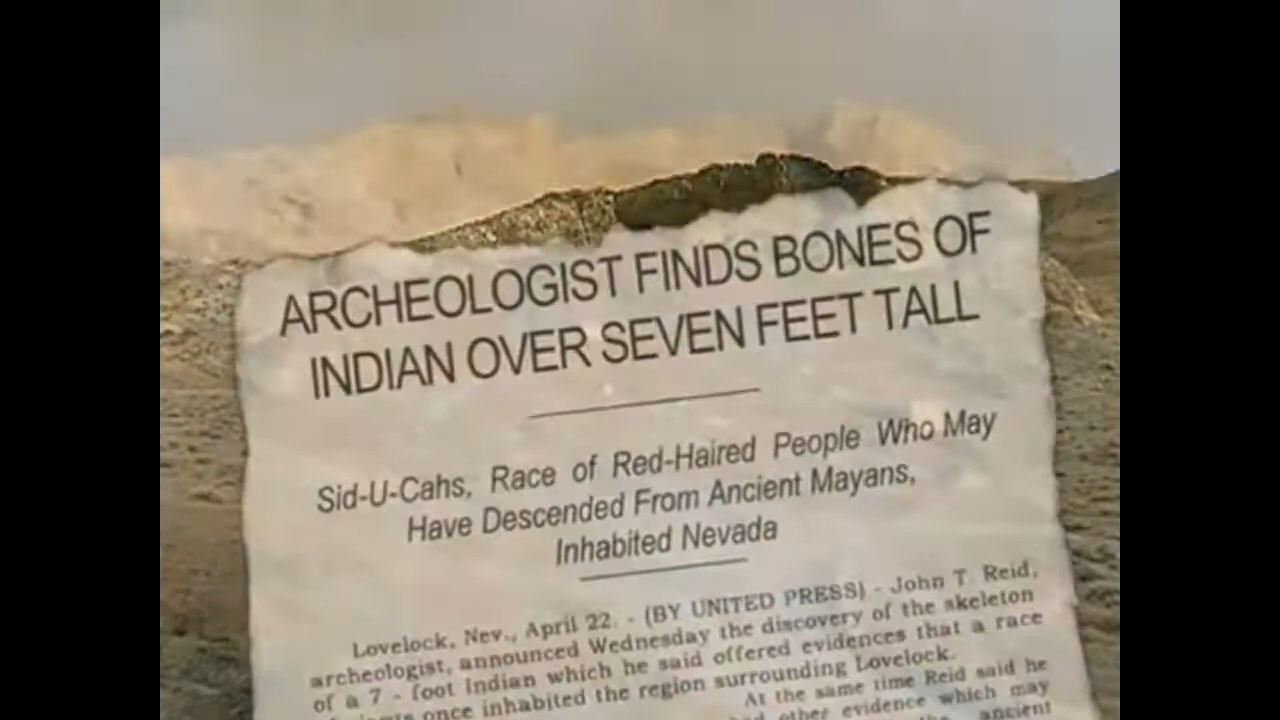 ARCHEOLOGIST FINDS BONES OF
INDIAN OVER SEVEN FEET TALL
Sid-U-Cahs, Race of Red-Haired People Who May
Have Descended From Ancient Mayans,
Inhabited Nevada
Lovelock, Nev., April 22. - (BY UNITED PRESS) - John T. Reid,
archeologist, announced Wednesday the discovery of the skeleton
of a 7 - foot Indian which he said offered evidences that a race
once inhabited the region surrounding Lovelock.
At the same time Reid said he
other evidence which may
ancient